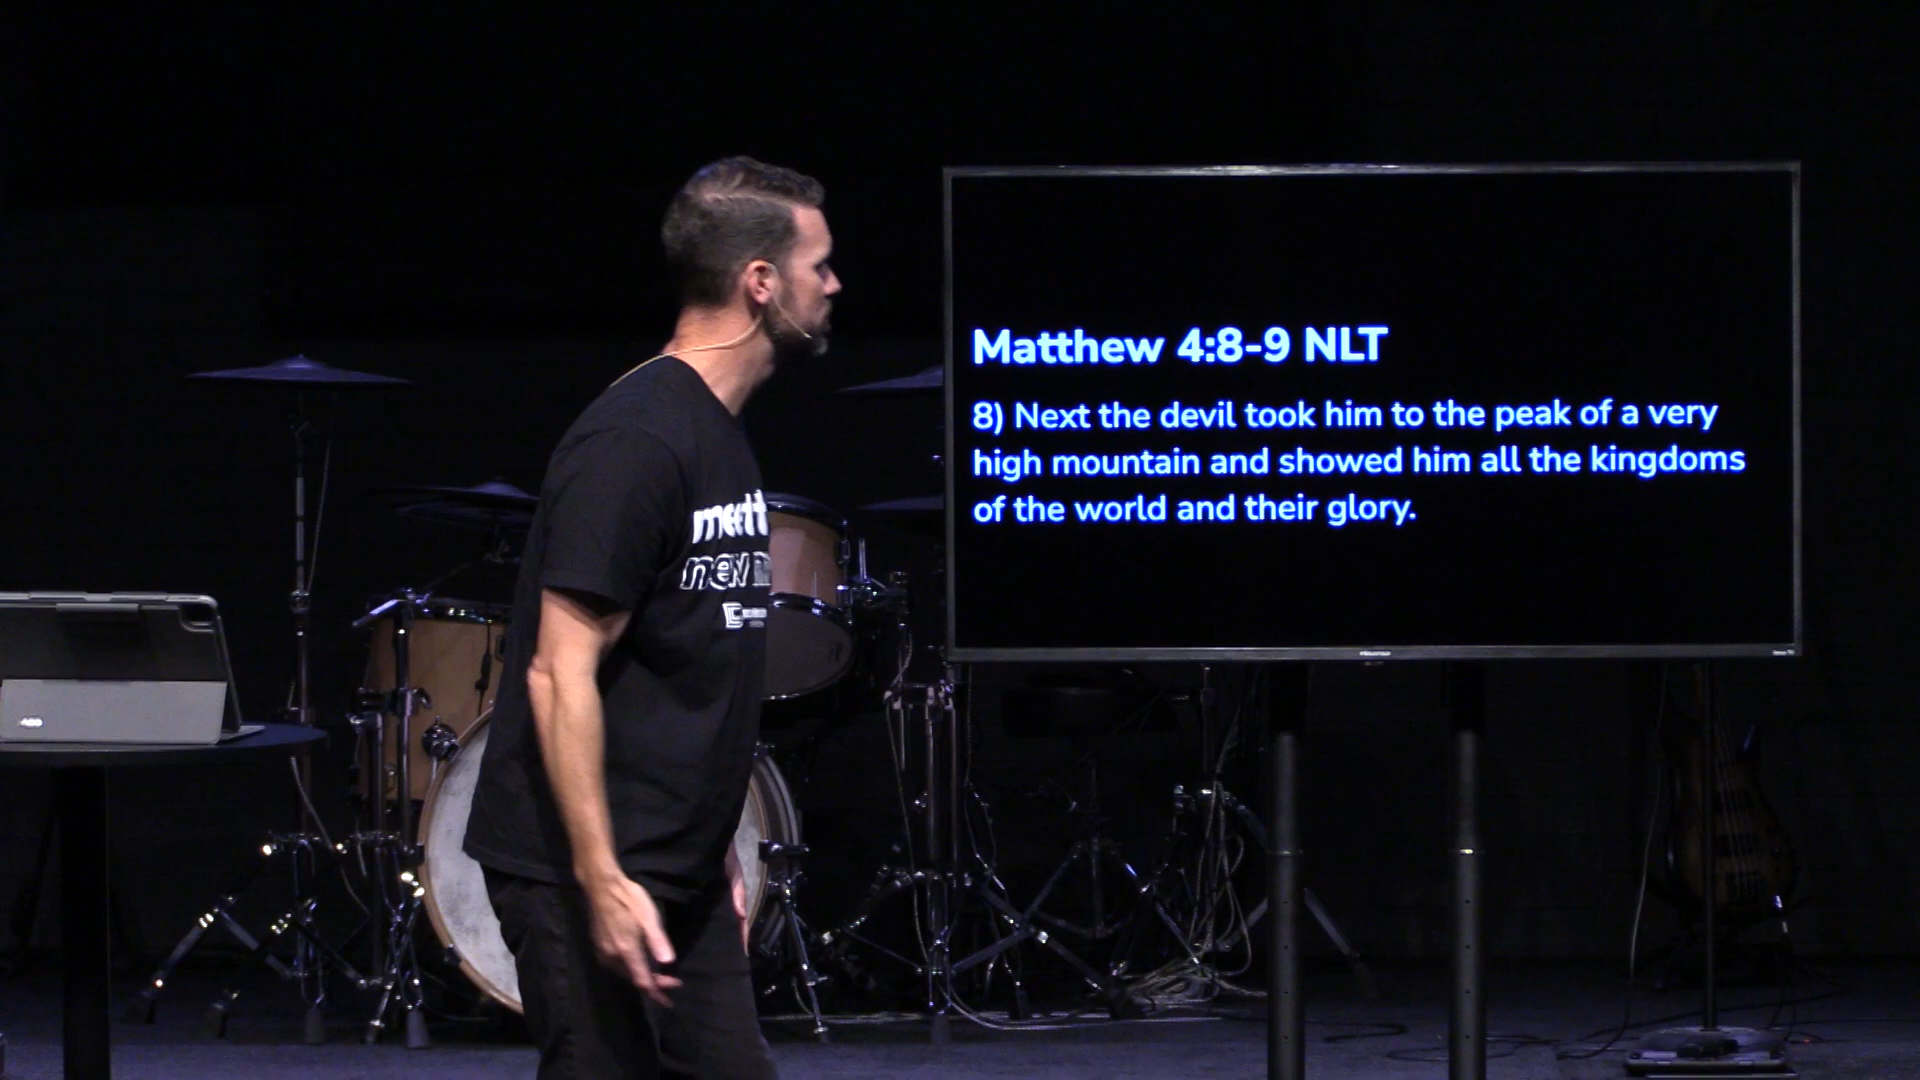 Matthew 4:8-9 NLT
8) Next the devil took him to the peak of a very
high mountain and showed him all the kingdoms
of the world and their glory.